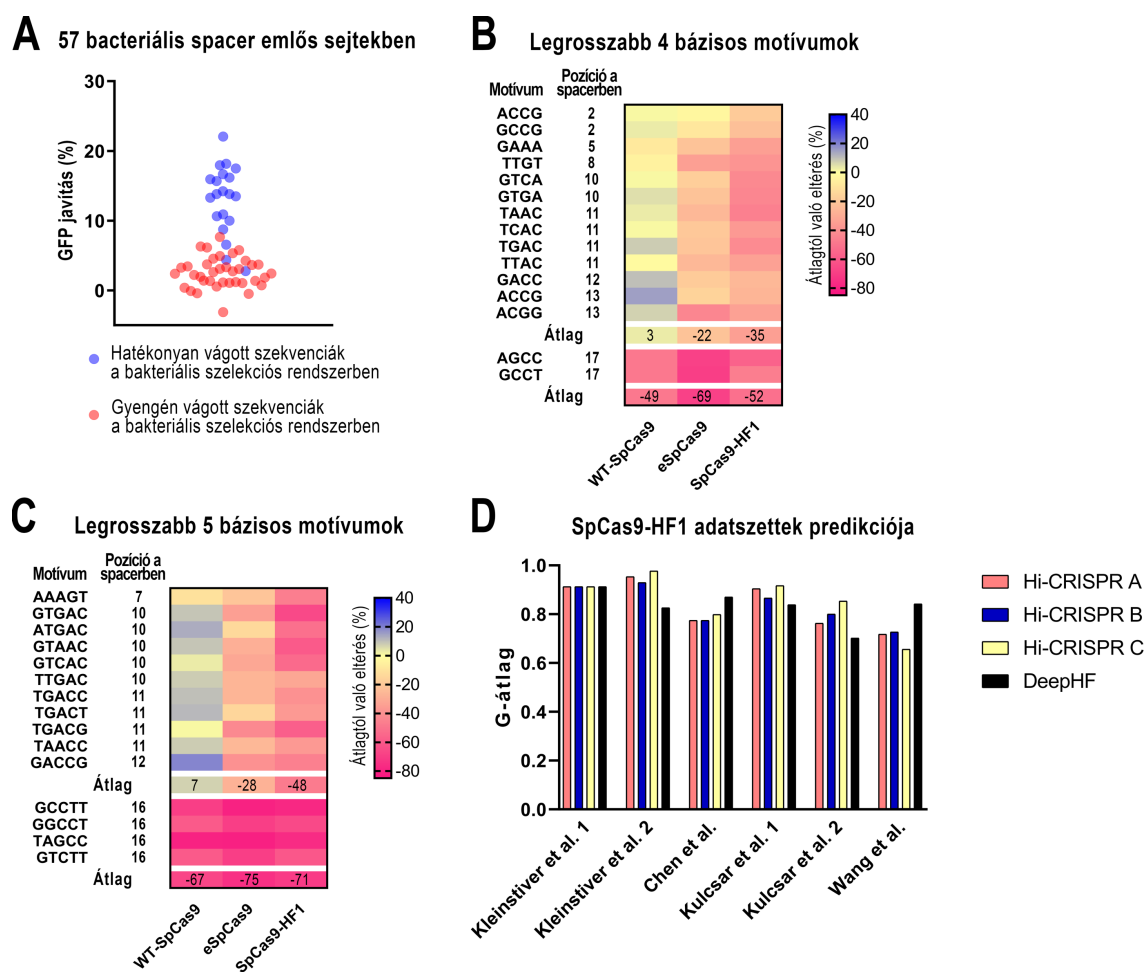 A
57 bacteriális spacer emlős sejtekben
GFP javitás (%)
30
20
10
0
Hatékonyan vágott szekvenciák
a bakteriális szelekciós rendszerben
Gyengén vágott szekvenciák
a bakteriális szelekciós rendszerben
B
Legrosszabb 4 bázisos motívumok
Motívum
Pozíció a
spacerben
ACCG 2
GCCG 2
GAAA 5
TTGT 8
GTCA 10
GTGA 10
TAAC 11
TCAC 11
TGAC 11
TTAC 11
GACC 12
ACCG 13
ACGG 13
Átlag 3 -22 -35
AGCC 17
GCCT 17
Átlag -49 -69 -52
WT-SpCas9
eSpCas9
SpCas9-HF1
Átlagtól való eltérés (%)
40
20
0
-20
-40
-60
-80
C
Legrosszabb 5 bázisos motívumok
Motívum
Pozíció a
spacerben
AAAGT 7
GTGAC 10
ATGAC 10
GTAAC 10
GTCAC 10
TTGAC 10
TGACC 11
TGACT 11
TGACG 11
TAACC 11
GACCG 12
Átlag 7 -28 -48
GCCTT 16
GGCCT 16
TAGCC 16
GTCTT 16
Átlag -67 -75 -71
WT-SpCas9
eSpCas9
SpCas9-HF1
Átlagtól való eltérés (%)
40
20
0
-20
-40
-60
-80
D
SpCas9-HF1 adatszettek predikciója
G-átlag
1.0
0.8
0.6
0.4
0.2
0.0
Kleinstiver et al. 1
Kleinstiver et al. 2
Chen et al.
Kulcsar et al. 1
Kulcsar et al. 2
Wang et al.
Hi-CRISPR A
Hi-CRISPR B
Hi-CRISPR C
DeepHF